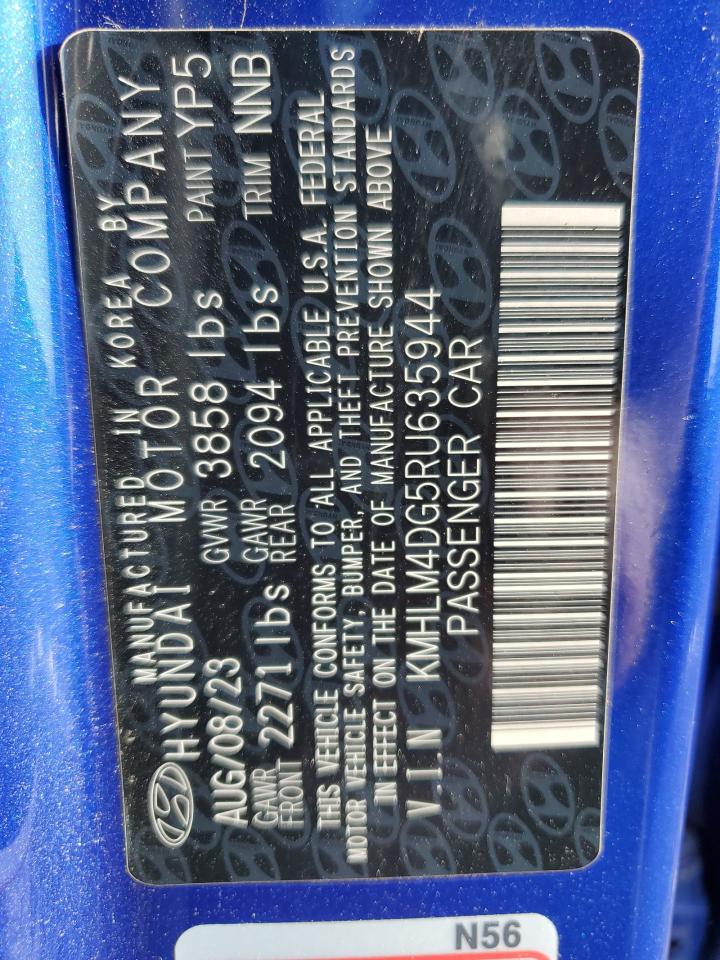 MANUFACTURED IN KOREA BY
HYUNDAI MOTOR COMPANY
AUG/08/23 GVWR 3858 lbs PAINT YP5
GAWR FRONT 2271 lbs GAWR REAR 2094 lbs TRIM NNB
THIS VEHICLE CONFORMS TO ALL APPLICABLE U.S.A. FEDERAL
MOTOR VEHICLE SAFETY, BUMPER, AND THEFT PREVENTION STANDARDS
IN EFFECT ON THE DATE OF MANUFACTURE SHOWN ABOVE
V.I.N KMHLM4DG5RU635944
PASSENGER CAR
N56